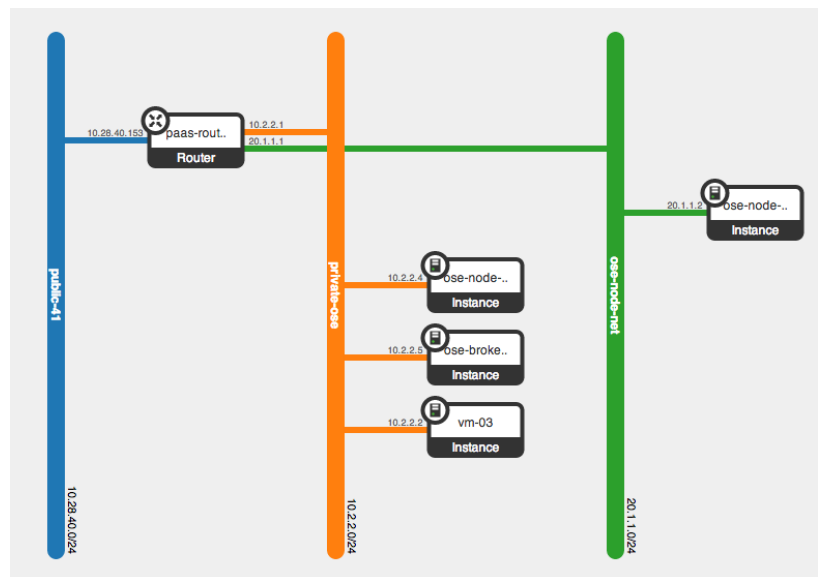 10.28.40.153
paas-rout..
Router
10.2.2.1
20.1.1.1
20.1.1.2
ose-node-..
Instance
public-41
private-ose
ose-node-net
10.2.2.4
ose-node-..
Instance
10.2.2.5
ose-broke..
Instance
10.2.2.2
vm-03
Instance
10.28.40.0/24
10.2.2.0/24
20.1.1.0/24